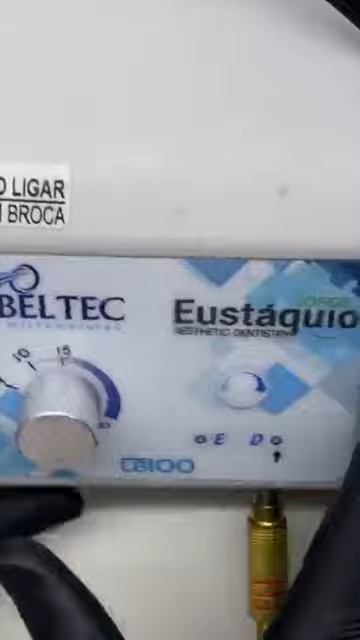 O LIGAR
BROCA
BELTEC
Eustáquio
AESTHETIC DENTISTRY
10
15
E D
LB100